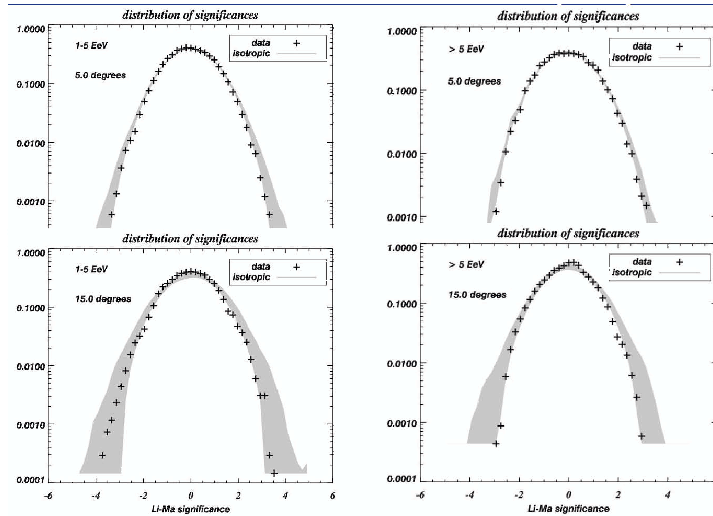 distribution of significances
1.0000
0.1000
0.0100
0.0010
1-5 EeV
5.0 degrees
data +
isotropic
distribution of significances
1.0000
0.1000
0.0100
0.0010
> 5 EeV
5.0 degrees
data +
isotropic
distribution of significances
1.0000
0.1000
0.0100
0.0010
0.0001
1-5 EeV
15.0 degrees
data +
isotropic
-6 -4 -2 0 2 4 6
Li-Ma significance
distribution of significances
1.0000
0.1000
0.0100
0.0010
0.0001
> 5 EeV
15.0 degrees
data +
isotropic
-6 -4 -2 0 2 4 6
Li-Ma significance